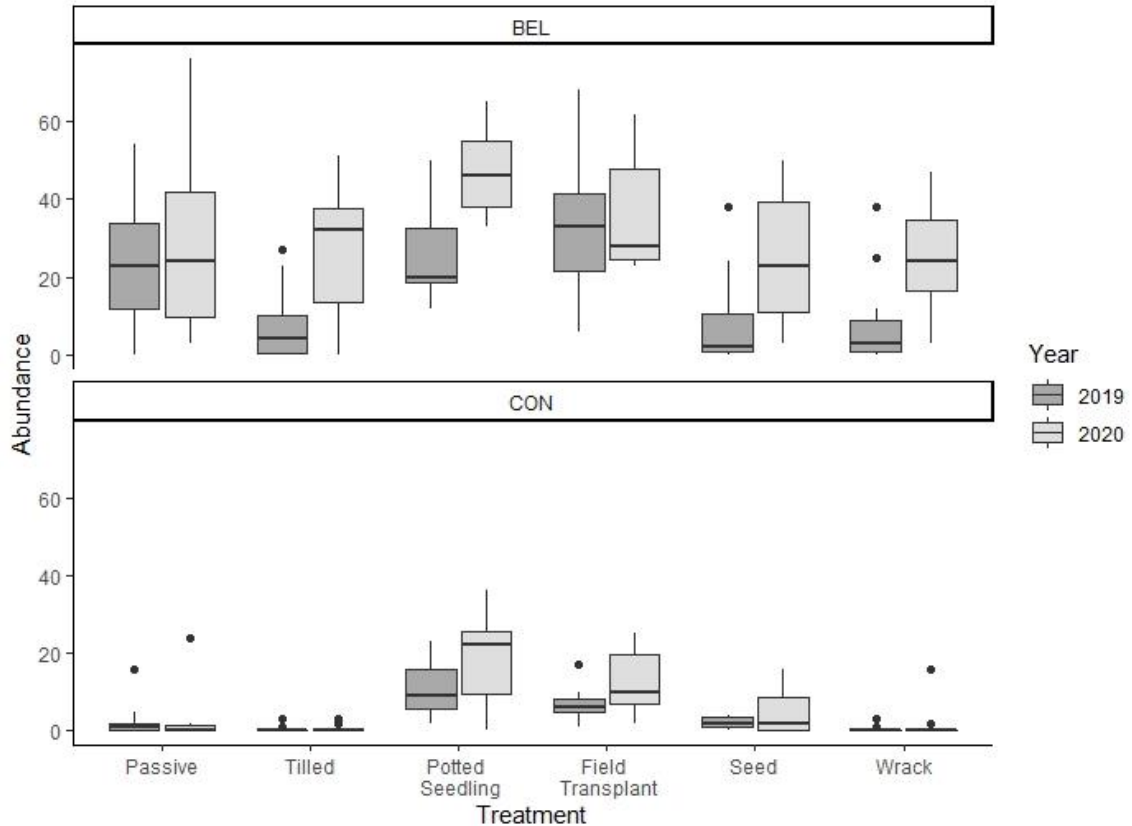 BEL
60
40
20
0
CON
60
40
20
0
Abundance
Passive
Tilled
Potted
Seedling
Field
Transplant
Seed
Wrack
Treatment
Year
2019
2020